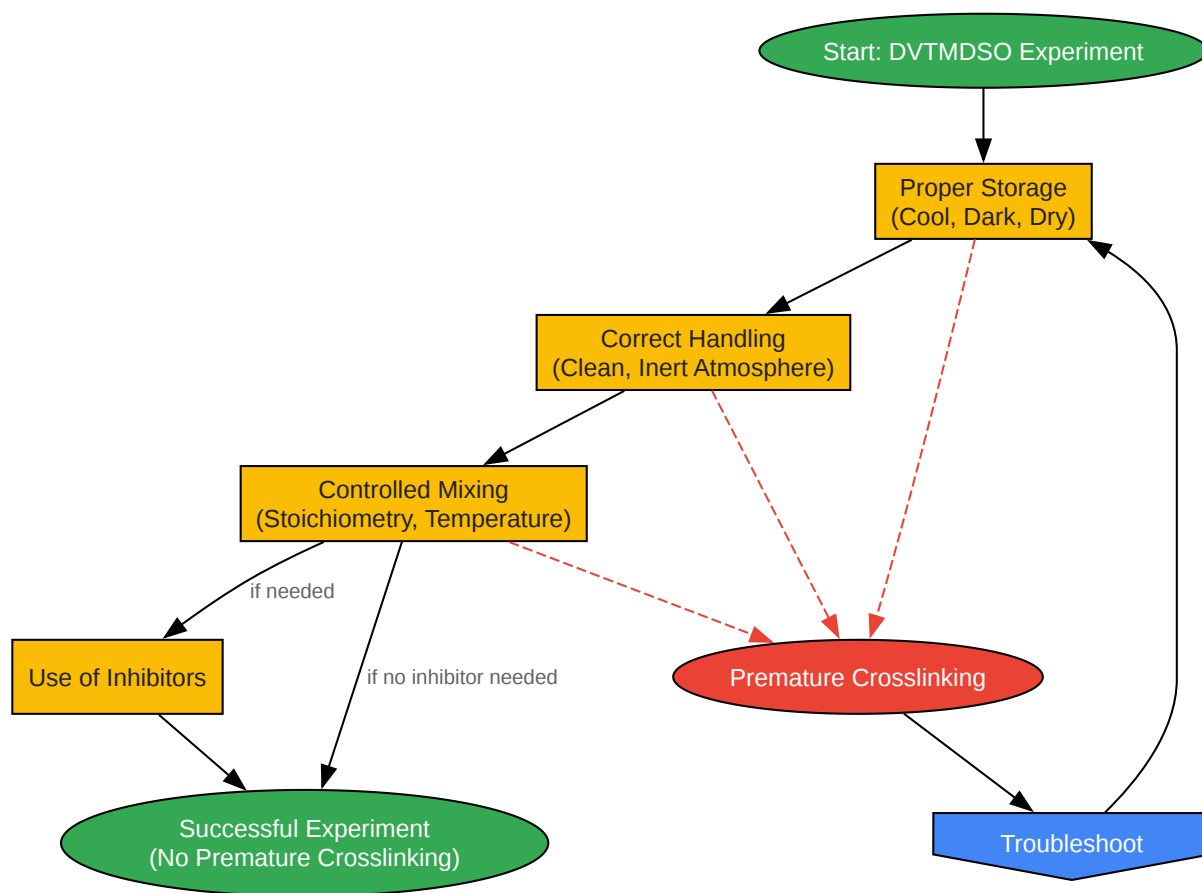 Start: DVTMDSO Experiment
Proper Storage
(Cool, Dark, Dry)
Correct Handling
(Clean, Inert Atmosphere)
Controlled Mixing
(Stoichiometry, Temperature)
if needed
Use of Inhibitors
if no inhibitor needed
Premature Crosslinking
Successful Experiment
(No Premature Crosslinking)
Troubleshoot